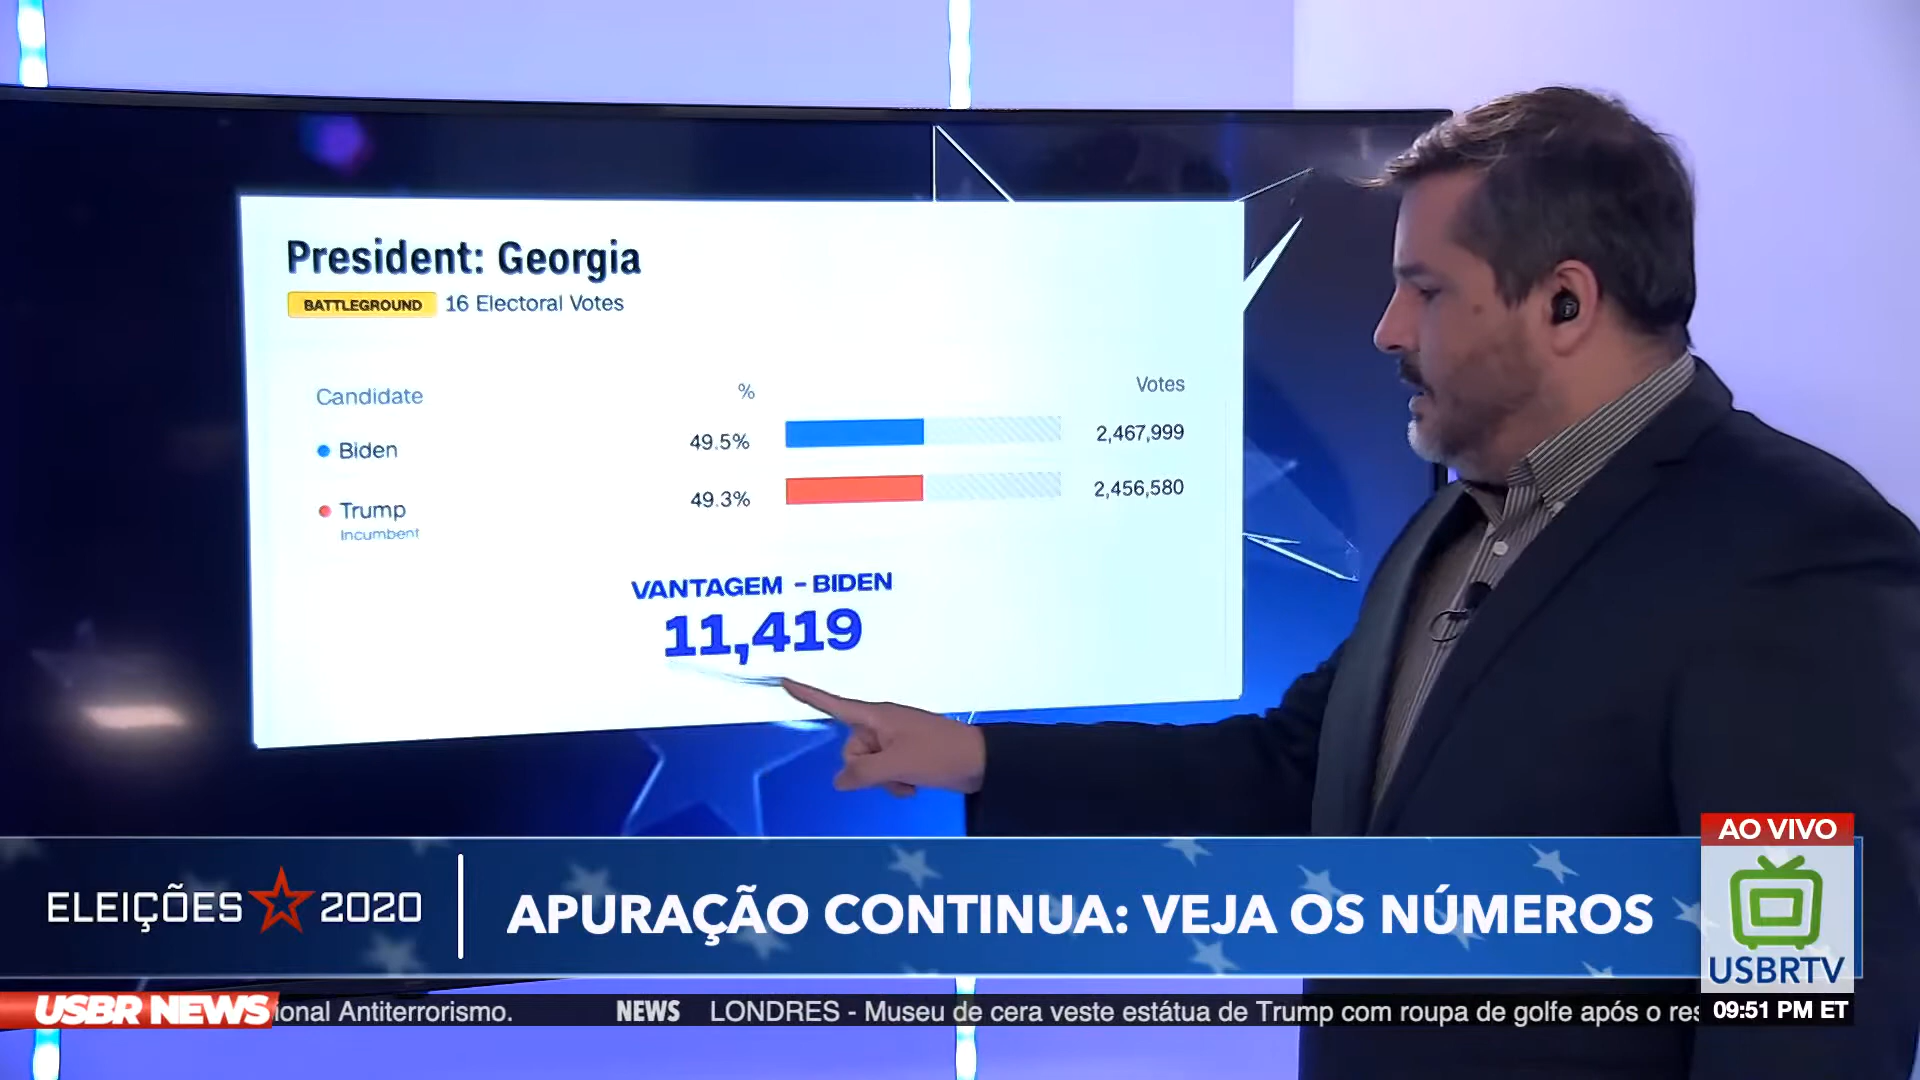 President: Georgia
BATTLEGROUND 16 Electoral Votes
Candidate % Votes
Biden 49.5% 2,467,999
Trump 49.3% 2,456,580
Incumbent
VANTAGEM - BIDEN
11,419
AO VIVO
ELEIÇÕES 2020
APURAÇÃO CONTINUA: VEJA OS NÚMEROS
USBRTV
USBR NEWS ional Antiterrorismo. NEWS LONDRES - Museu de cera veste estátua de Trump com roupa de golfe após o res 09:51 PM ET